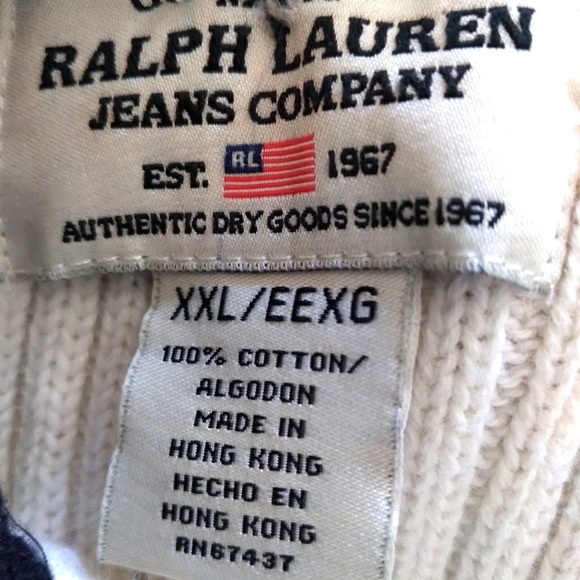 RALPH LAUREN
JEANS COMPANY
EST. RL 1967
AUTHENTIC DRY GOODS SINCE 1967
XXL/EEXG
100% COTTON/
ALGODON
MADE IN
HONG KONG
HECHO EN
HONG KONG
RN67437